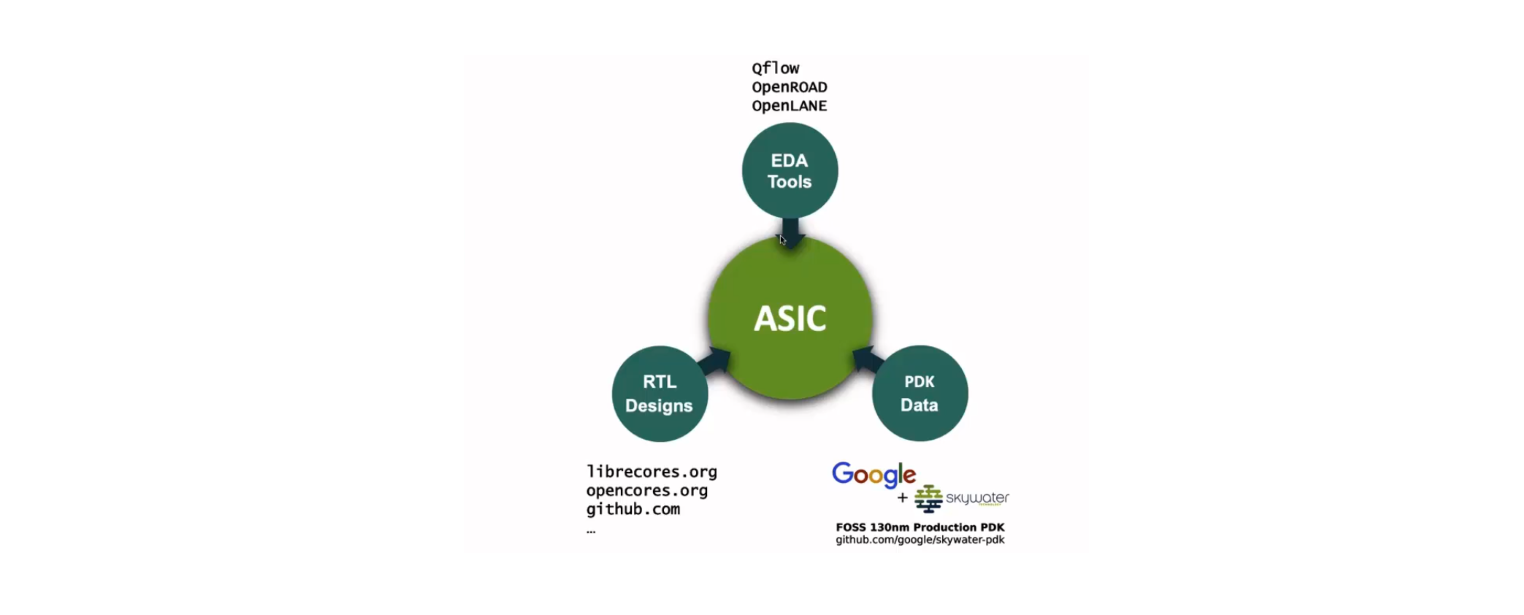 Qflow
OpenROAD
OpenLANE
EDA
Tools
ASIC
RTL
Designs
PDK
Data
librecores.org
opencores.org
github.com
...
Google
+ skywater
FOSS 130nm Production PDK
github.com/google/skywater-pdk